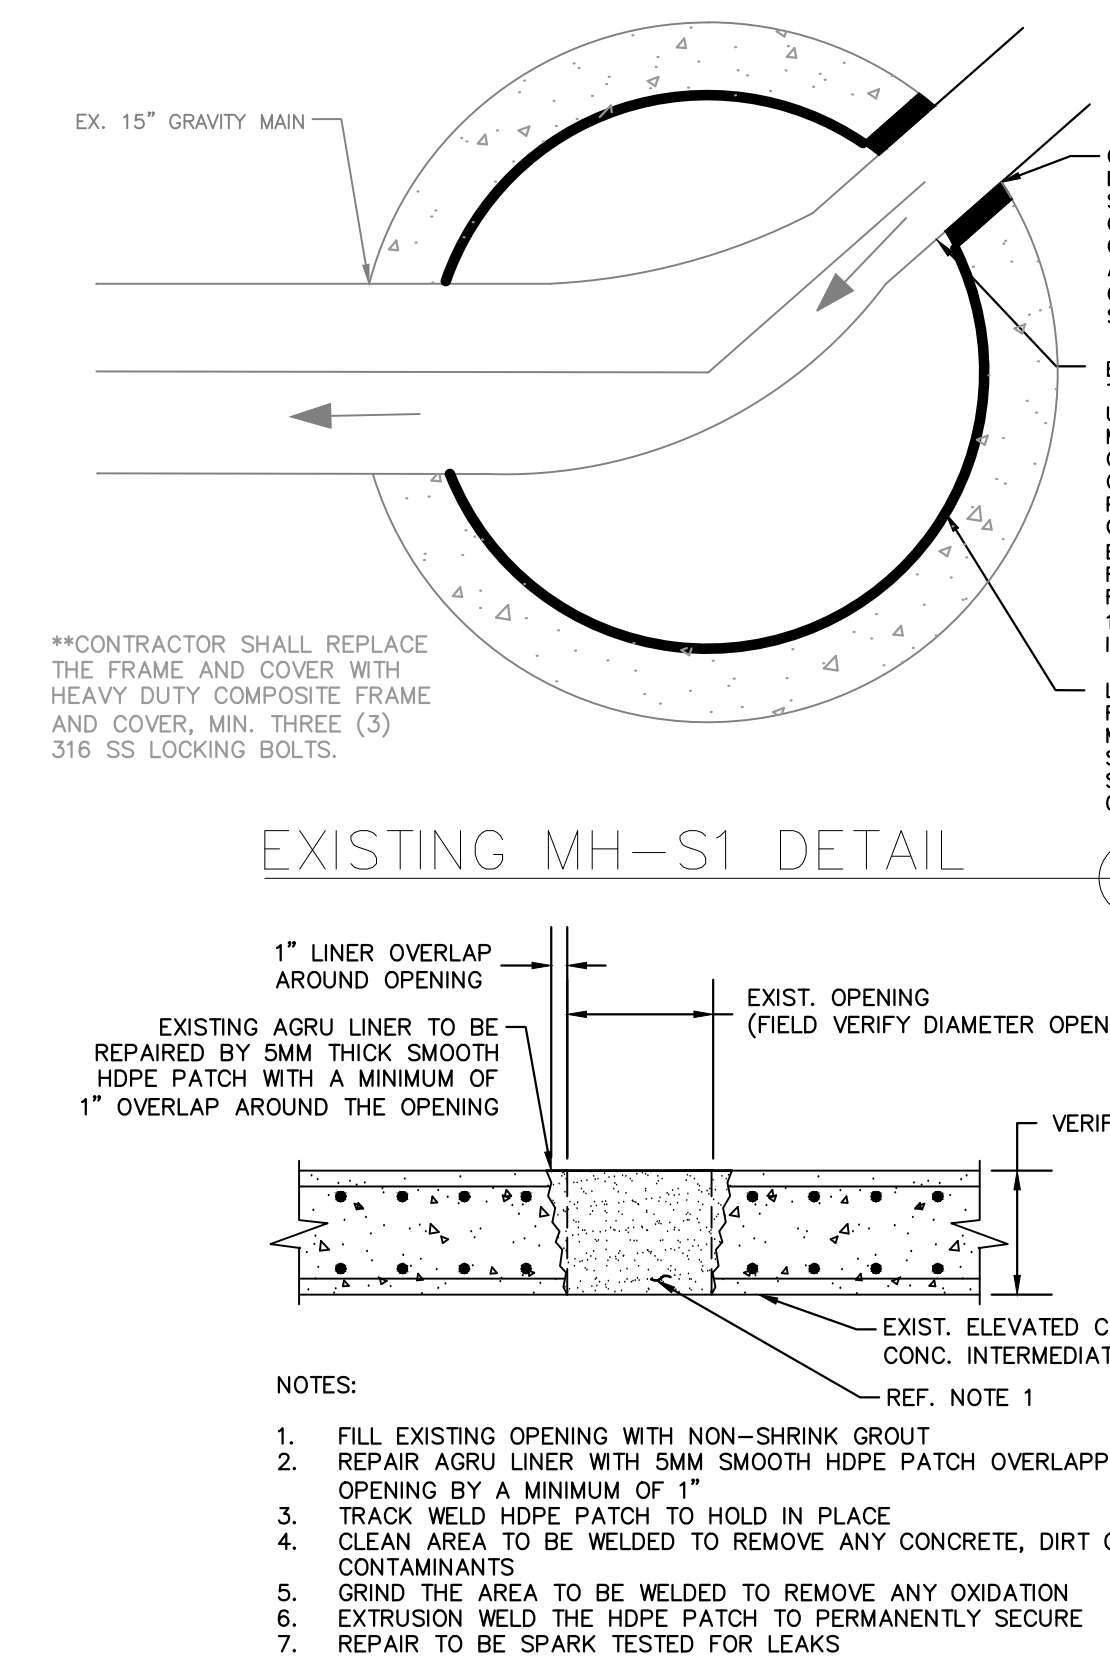 EX. 15" GRAVITY MAIN
**CONTRACTOR SHALL REPLACE
THE FRAME AND COVER WITH
HEAVY DUTY COMPOSITE FRAME
AND COVER, MIN. THREE (3)
316 SS LOCKING BOLTS.
EXISTING MH-S1 DETAIL
1" LINER OVERLAP
AROUND OPENING
EXIST. OPENING
(FIELD VERIFY DIAMETER OPEN
EXISTING AGRU LINER TO BE
REPAIRED BY 5MM THICK SMOOTH
HDPE PATCH WITH A MINIMUM OF
1" OVERLAP AROUND THE OPENING
VERIF
EXIST. ELEVATED C
CONC. INTERMEDIAT
REF. NOTE 1
NOTES:
1. FILL EXISTING OPENING WITH NON-SHRINK GROUT
2. REPAIR AGRU LINER WITH 5MM SMOOTH HDPE PATCH OVERLAPP
OPENING BY A MINIMUM OF 1"
3. TRACK WELD HDPE PATCH TO HOLD IN PLACE
4. CLEAN AREA TO BE WELDED TO REMOVE ANY CONCRETE, DIRT
CONTAMINANTS
5. GRIND THE AREA TO BE WELDED TO REMOVE ANY OXIDATION
6. EXTRUSION WELD THE HDPE PATCH TO PERMANENTLY SECURE
7. REPAIR TO BE SPARK TESTED FOR LEAKS